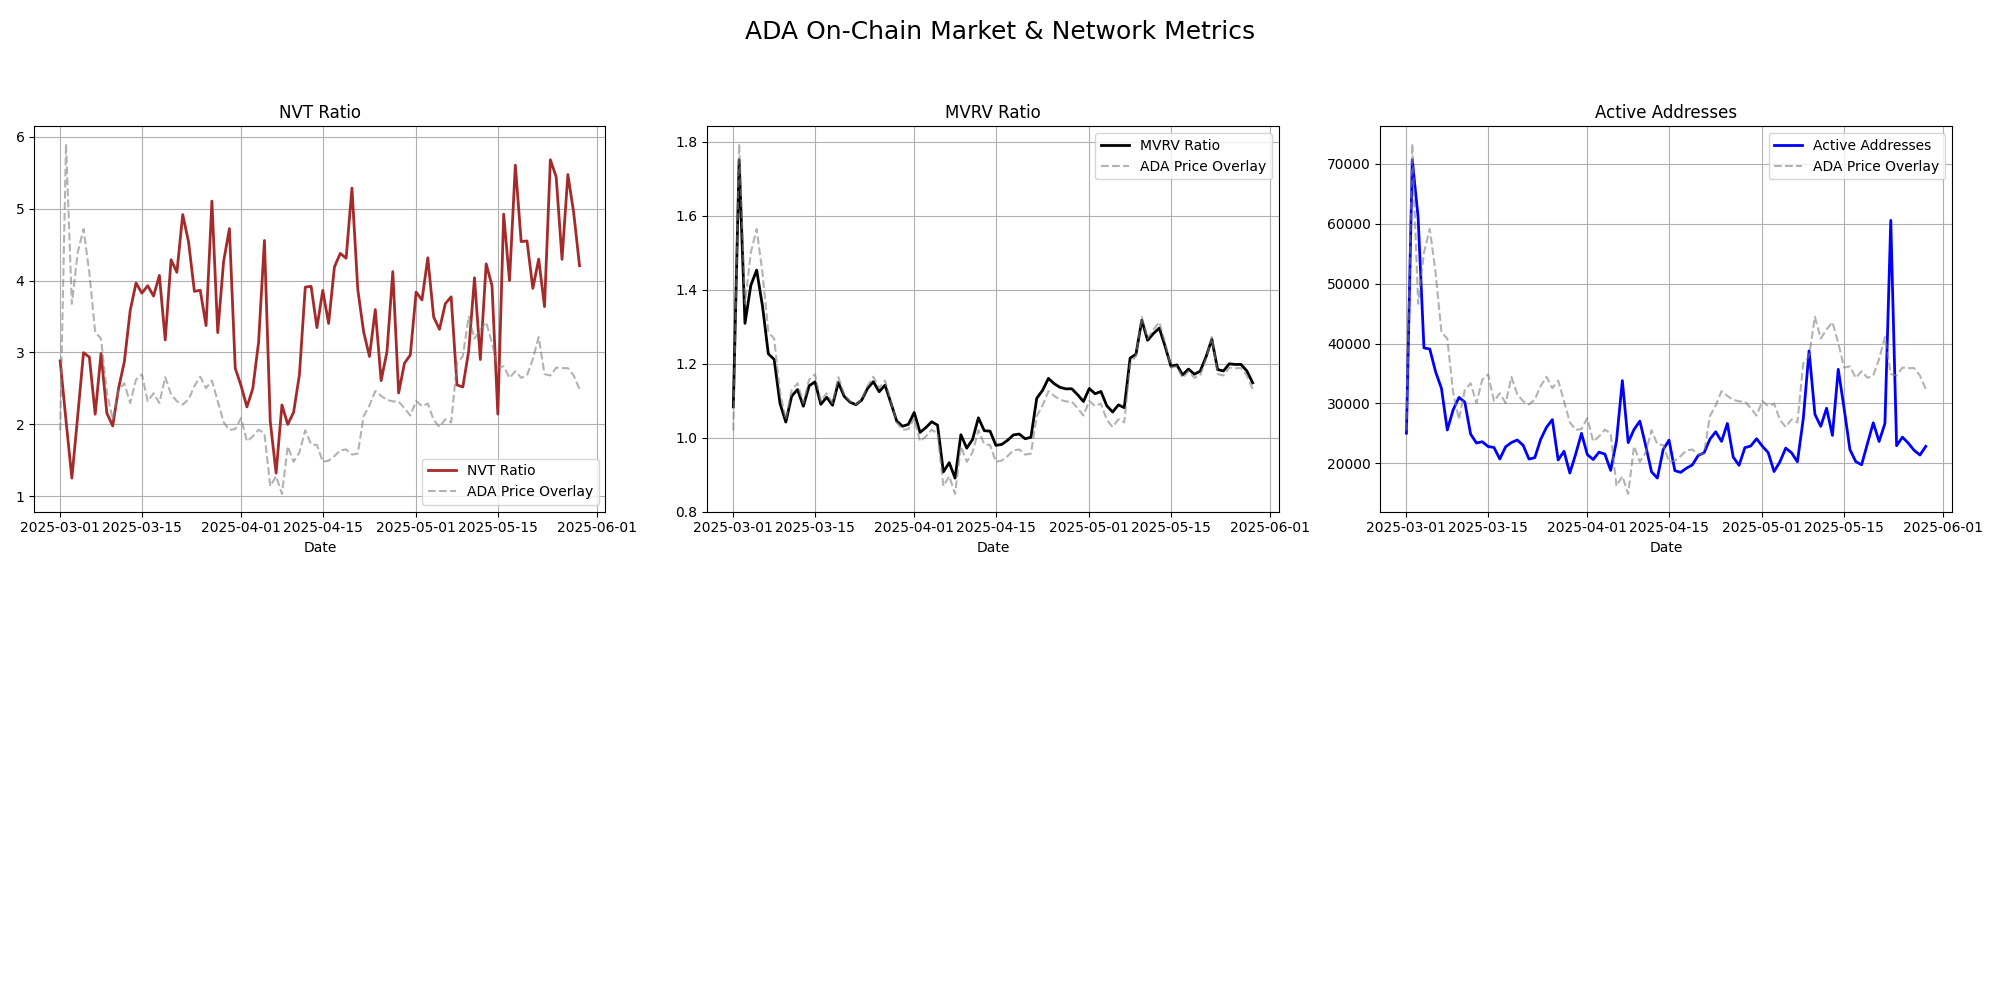 ADA On-Chain Market & Network Metrics
NVT Ratio
6
5
4
3
2
1
NVT Ratio
ADA Price Overlay
2025-03-01 2025-03-15 2025-04-01 2025-04-15 2025-05-01 2025-05-15 2025-06-01
Date
MVRV Ratio
1.8
1.6
1.4
1.2
1.0
0.8
MVRV Ratio
ADA Price Overlay
2025-03-01 2025-03-15 2025-04-01 2025-04-15 2025-05-01 2025-05-15 2025-06-01
Date
Active Addresses
70000
60000
50000
40000
30000
20000
Active Addresses
ADA Price Overlay
2025-03-01 2025-03-15 2025-04-01 2025-04-15 2025-05-01 2025-05-15 2025-06-01
Date